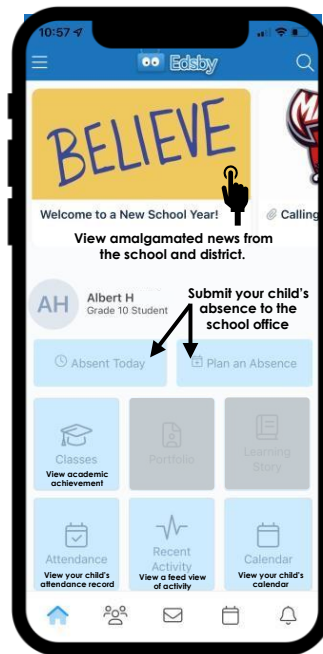 10:57
Edsby
BELIEVE
Welcome to a New School Year!
Calling
View amalgamated news from
the school and district.
AH
Albert H
Grade 10 Student
Submit your child's
absence to the
school office
Absent Today
Plan an Absence
Classes
View academic
achievement
Portfolio
Learning
Story
Attendance
View your child's
attendance record
Recent
Activity
View a feed view
of activity
Calendar
View your child's
calendar